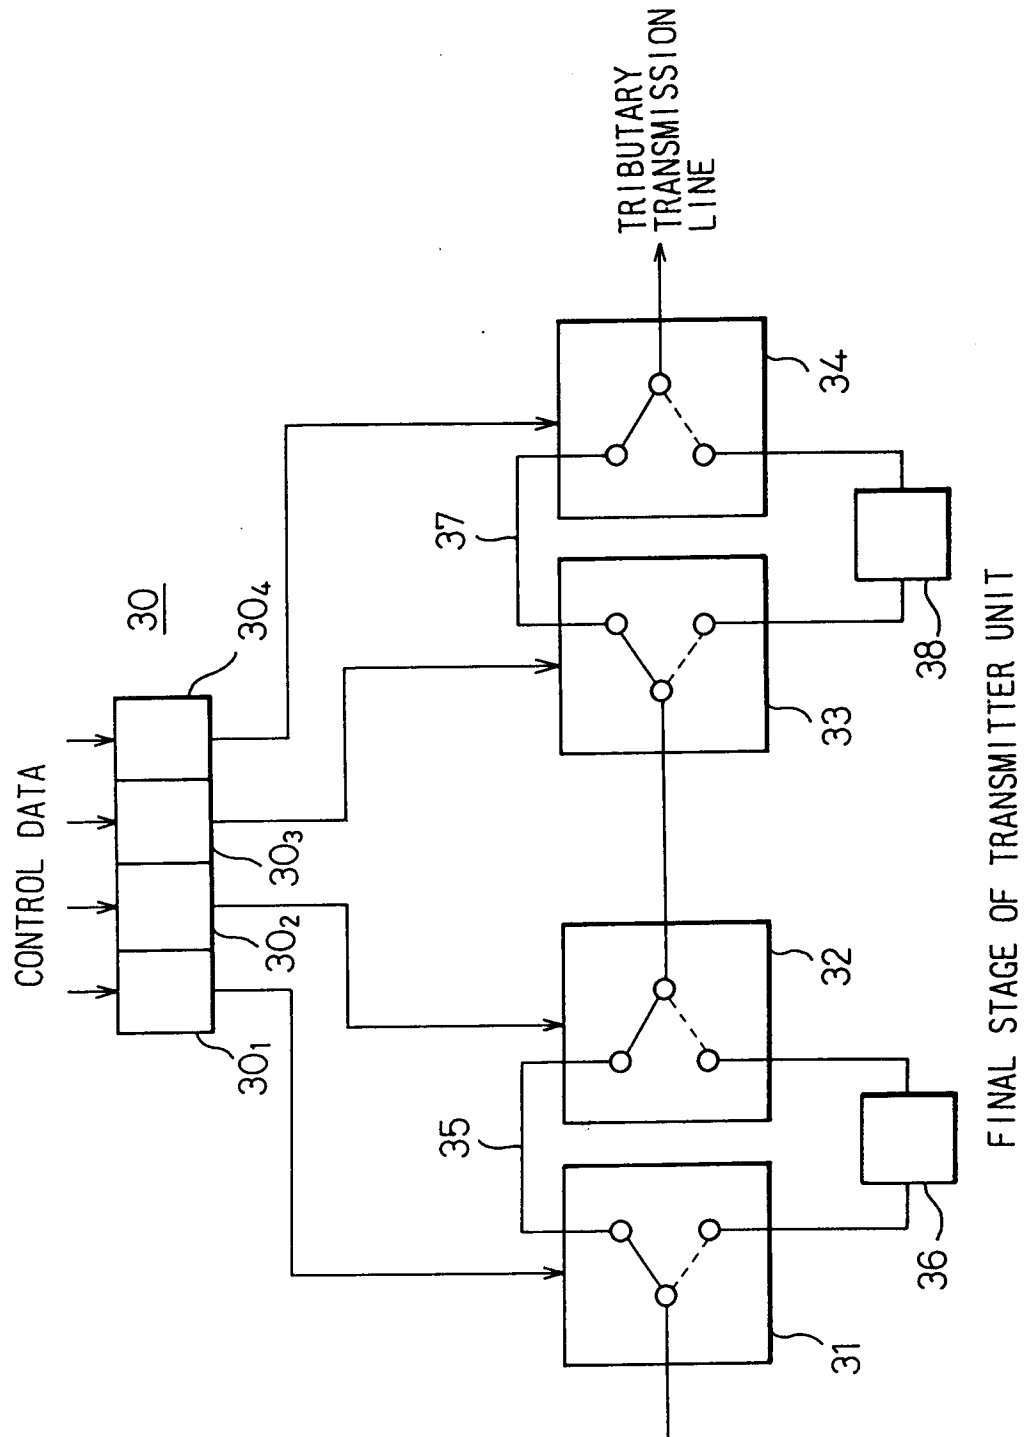 CONTROL DATA
30
30₁
30₂
30₃
30₄
TRIBUTARY
TRANSMISSION
LINE
35
37
31
32
33
34
36
38
FINAL STAGE OF TRANSMITTER UNIT